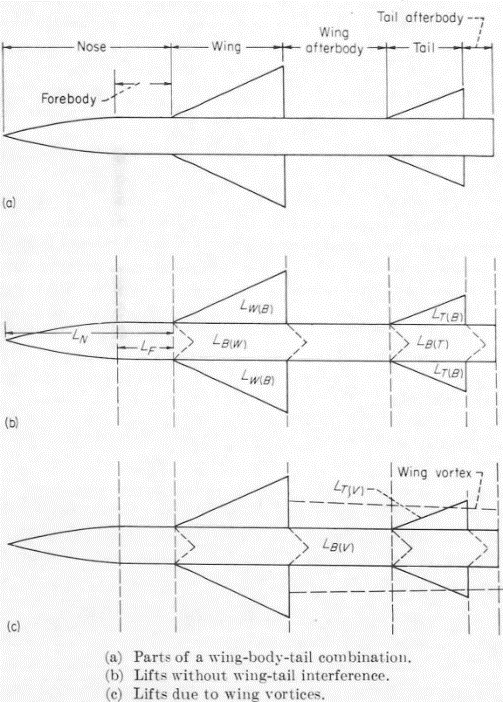 Tail afterbody
Nose
Wing
Wing
afterbody
Tail
Forebody
(a)
L_W(B)
L_T(B)
L_N
L_F
L_B(W)
L_B(T)
L_W(B)
L_T(B)
(b)
L_T(V)
Wing vortex
L_B(V)
(c)
(a) Parts of a wing-body-tail combination.
(b) Lifts without wing-tail interference.
(c) Lifts due to wing vortices.